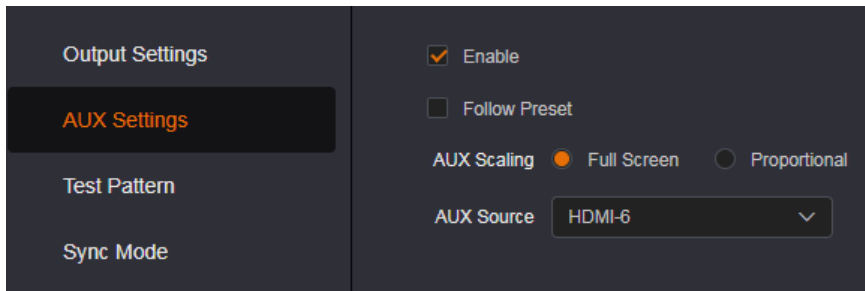 Output Settings
AUX Settings
Test Pattern
Sync Mode
Enable
Follow Preset
AUX Scaling Full Screen Proportional
AUX Source HDMI-6